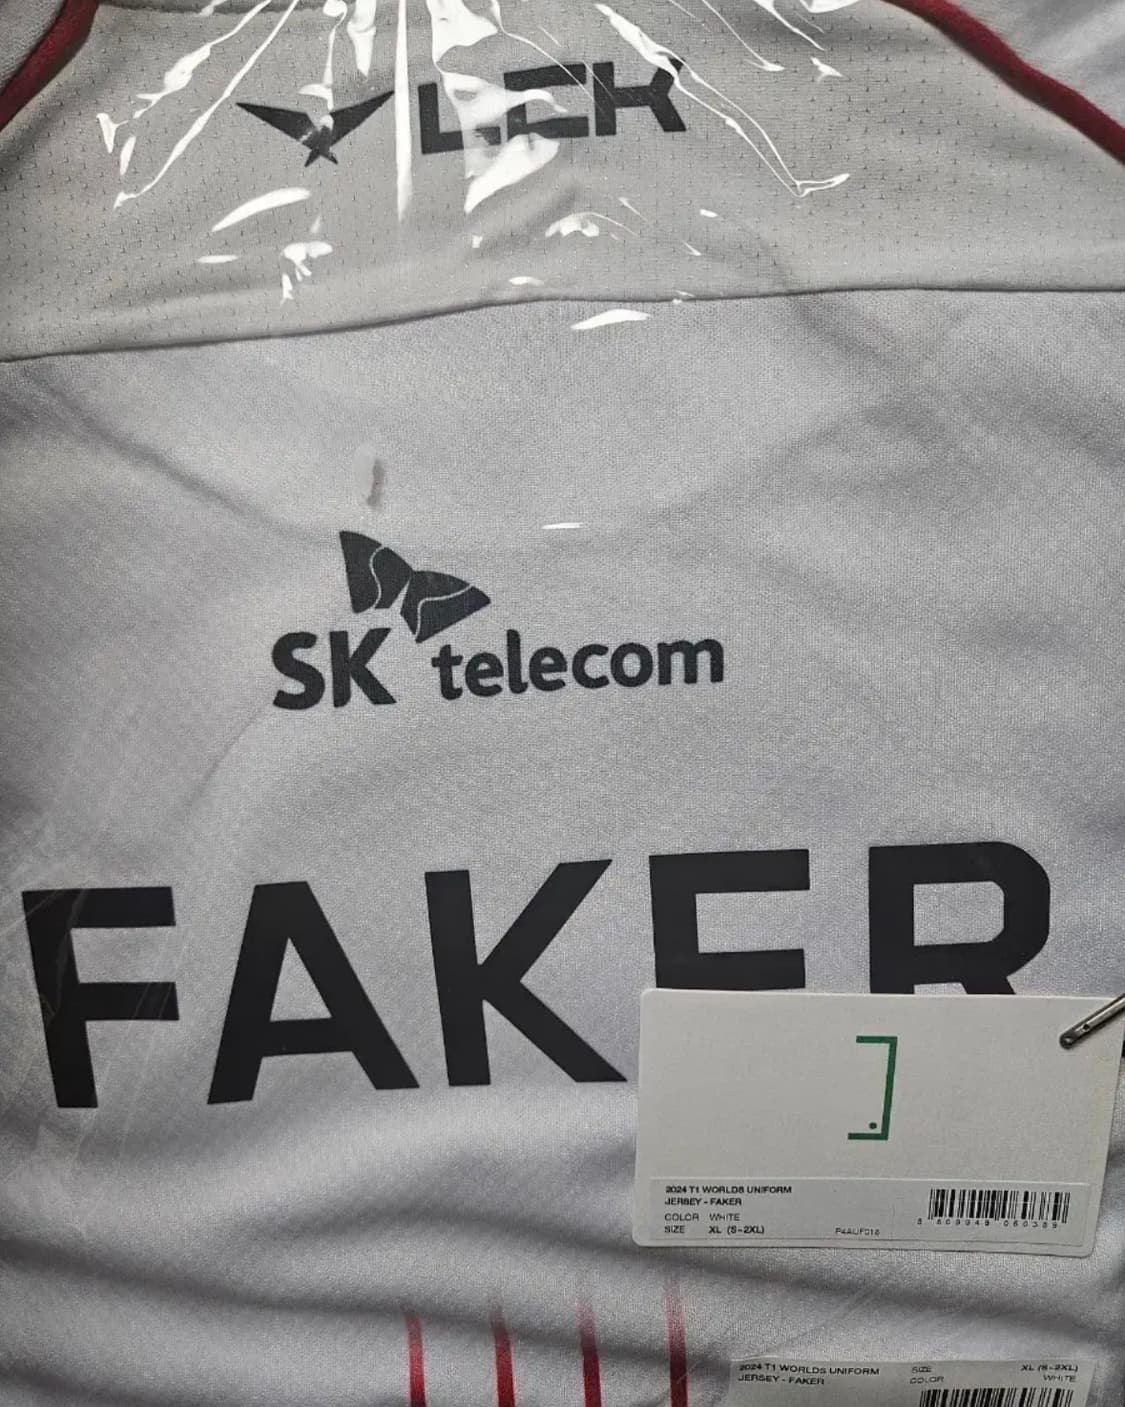 LCK
SK telecom
FAKER
2024 T1 WORLDS UNIFORM
JERSEY - FAKER
COLOR WHITE
SIZE XL (S-2XL)
P4AUF016
2024 T1 WORLDS UNIFORM
JERSEY - FAKER
SIZE XL (S-2XL)
COLOR WHITE